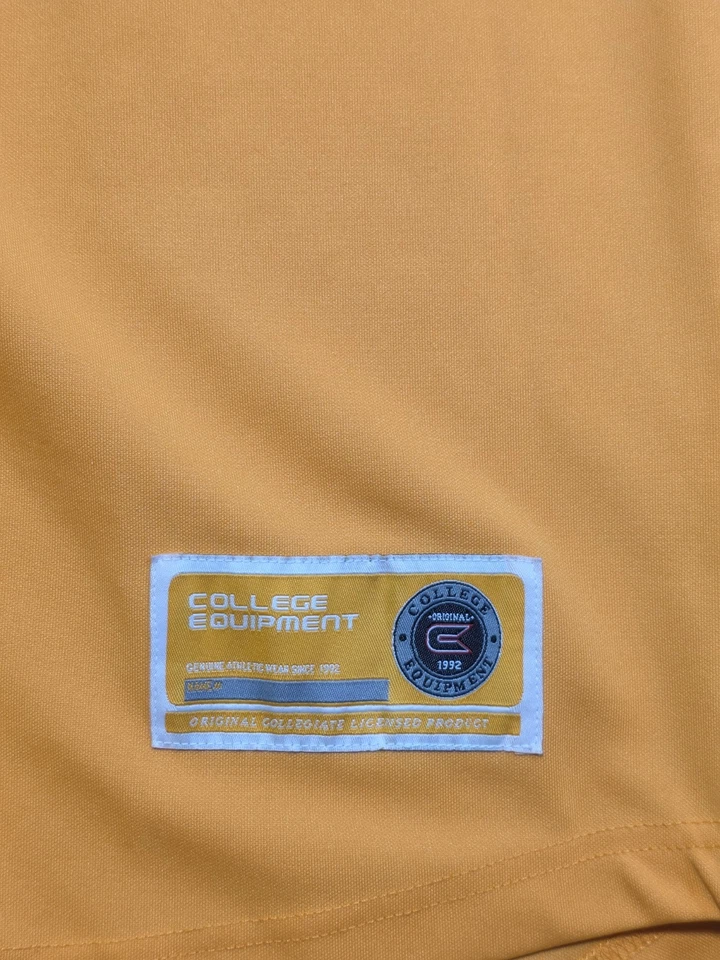 COLLEGE
EQUIPMENT
GENUINE ATHLETIC WEAR SINCE 1992
ORIGINAL COLLEGIATE LICENSED PRODUCT
COLLEGE
•ORIGINAL•
1992
EQUIPMENT